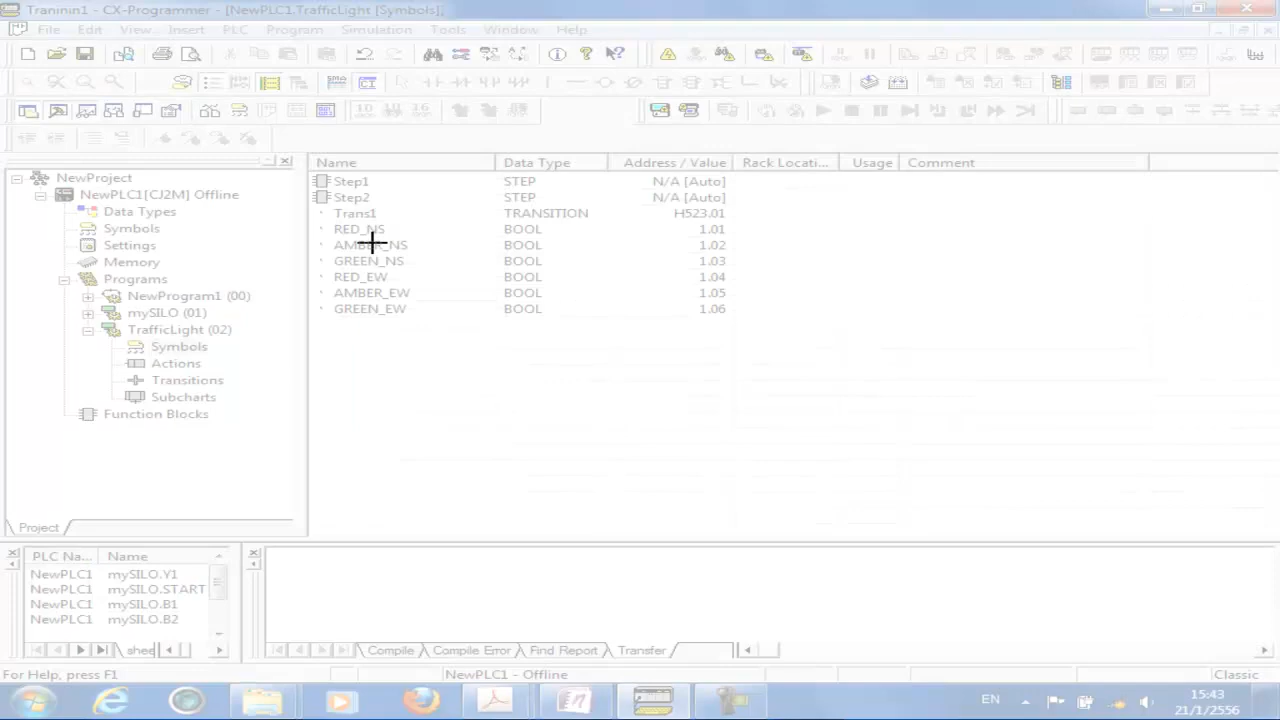 Traninin1 - CX-Programmer - [NewPLC1.TrafficLight [Symbols]]
File Edit View Insert PLC Program Simulation Tools Window Help
Name Data Type Address / Value Rack Locati... Usage Comment
NewProject
NewPLC1[CJ2M] Offline
Data Types
Symbols
Settings
Memory
Programs
NewProgram1 (00)
mySILO (01)
TrafficLight (02)
Symbols
Actions
Transitions
Subcharts
Function Blocks
Project
Step1 STEP N/A [Auto]
Step2 STEP N/A [Auto]
Trans1 TRANSITION H523.01
RED_NS BOOL 1.01
AMBER_NS BOOL 1.02
GREEN_NS BOOL 1.03
RED_EW BOOL 1.04
AMBER_EW BOOL 1.05
GREEN_EW BOOL 1.06
PLC Na... Name
NewPLC1 mySILO.Y1
NewPLC1 mySILO.START
NewPLC1 mySILO.B1
NewPLC1 mySILO.B2
shee
Compile Compile Error Find Report Transfer
For Help, press F1 NewPLC1 - Offline Classic
EN 15:43
21/1/2556